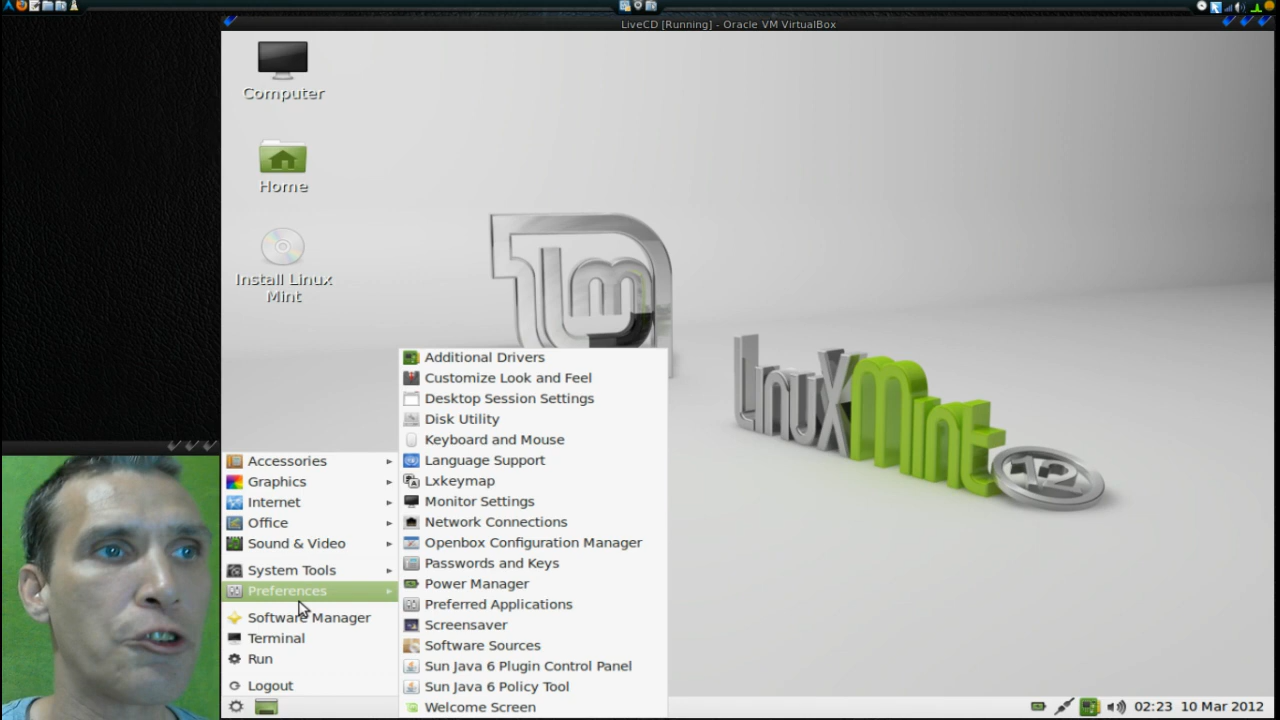 LiveCD [Running] - Oracle VM VirtualBox
Computer
Home
Install Linux
Mint
lm
LinuxMint
12
Accessories
Graphics
Internet
Office
Sound & Video
System Tools
Preferences
Software Manager
Terminal
Run
Logout
Additional Drivers
Customize Look and Feel
Desktop Session Settings
Disk Utility
Keyboard and Mouse
Language Support
Lxkeymap
Monitor Settings
Network Connections
Openbox Configuration Manager
Passwords and Keys
Power Manager
Preferred Applications
Screensaver
Software Sources
Sun Java 6 Plugin Control Panel
Sun Java 6 Policy Tool
Welcome Screen
02:23 10 Mar 2012